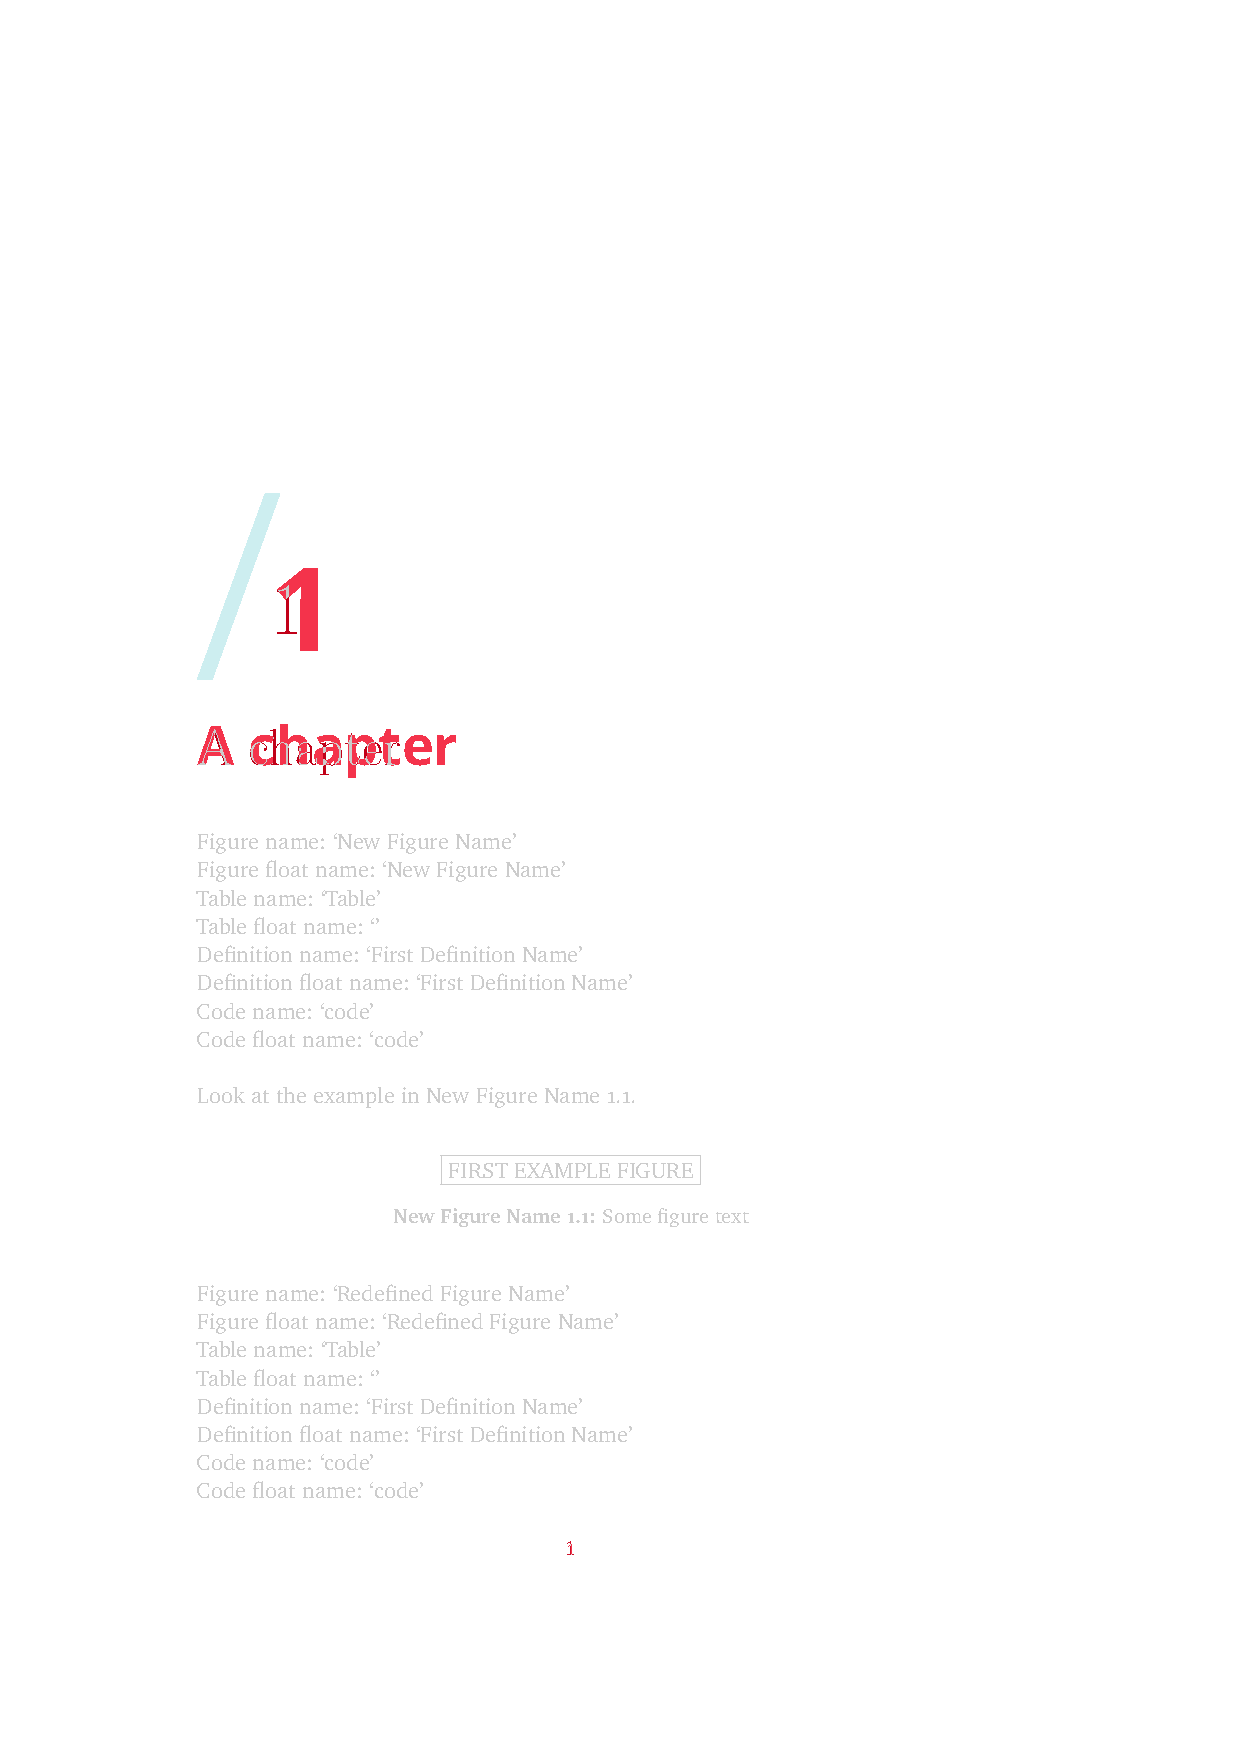 1
A chapter
Figure name: ‘New Figure Name’
Figure float name: ‘New Figure Name’
Table name: ‘Table’
Table float name: ‘’
Definition name: ‘First Definition Name’
Definition float name: ‘First Definition Name’
Code name: ‘code’
Code float name: ‘code’
Look at the example in New Figure Name 1.1.
FIRST EXAMPLE FIGURE
New Figure Name 1.1: Some figure text
Figure name: ‘Redefined Figure Name’
Figure float name: ‘Redefined Figure Name’
Table name: ‘Table’
Table float name: ‘’
Definition name: ‘First Definition Name’
Definition float name: ‘First Definition Name’
Code name: ‘code’
Code float name: ‘code’
1